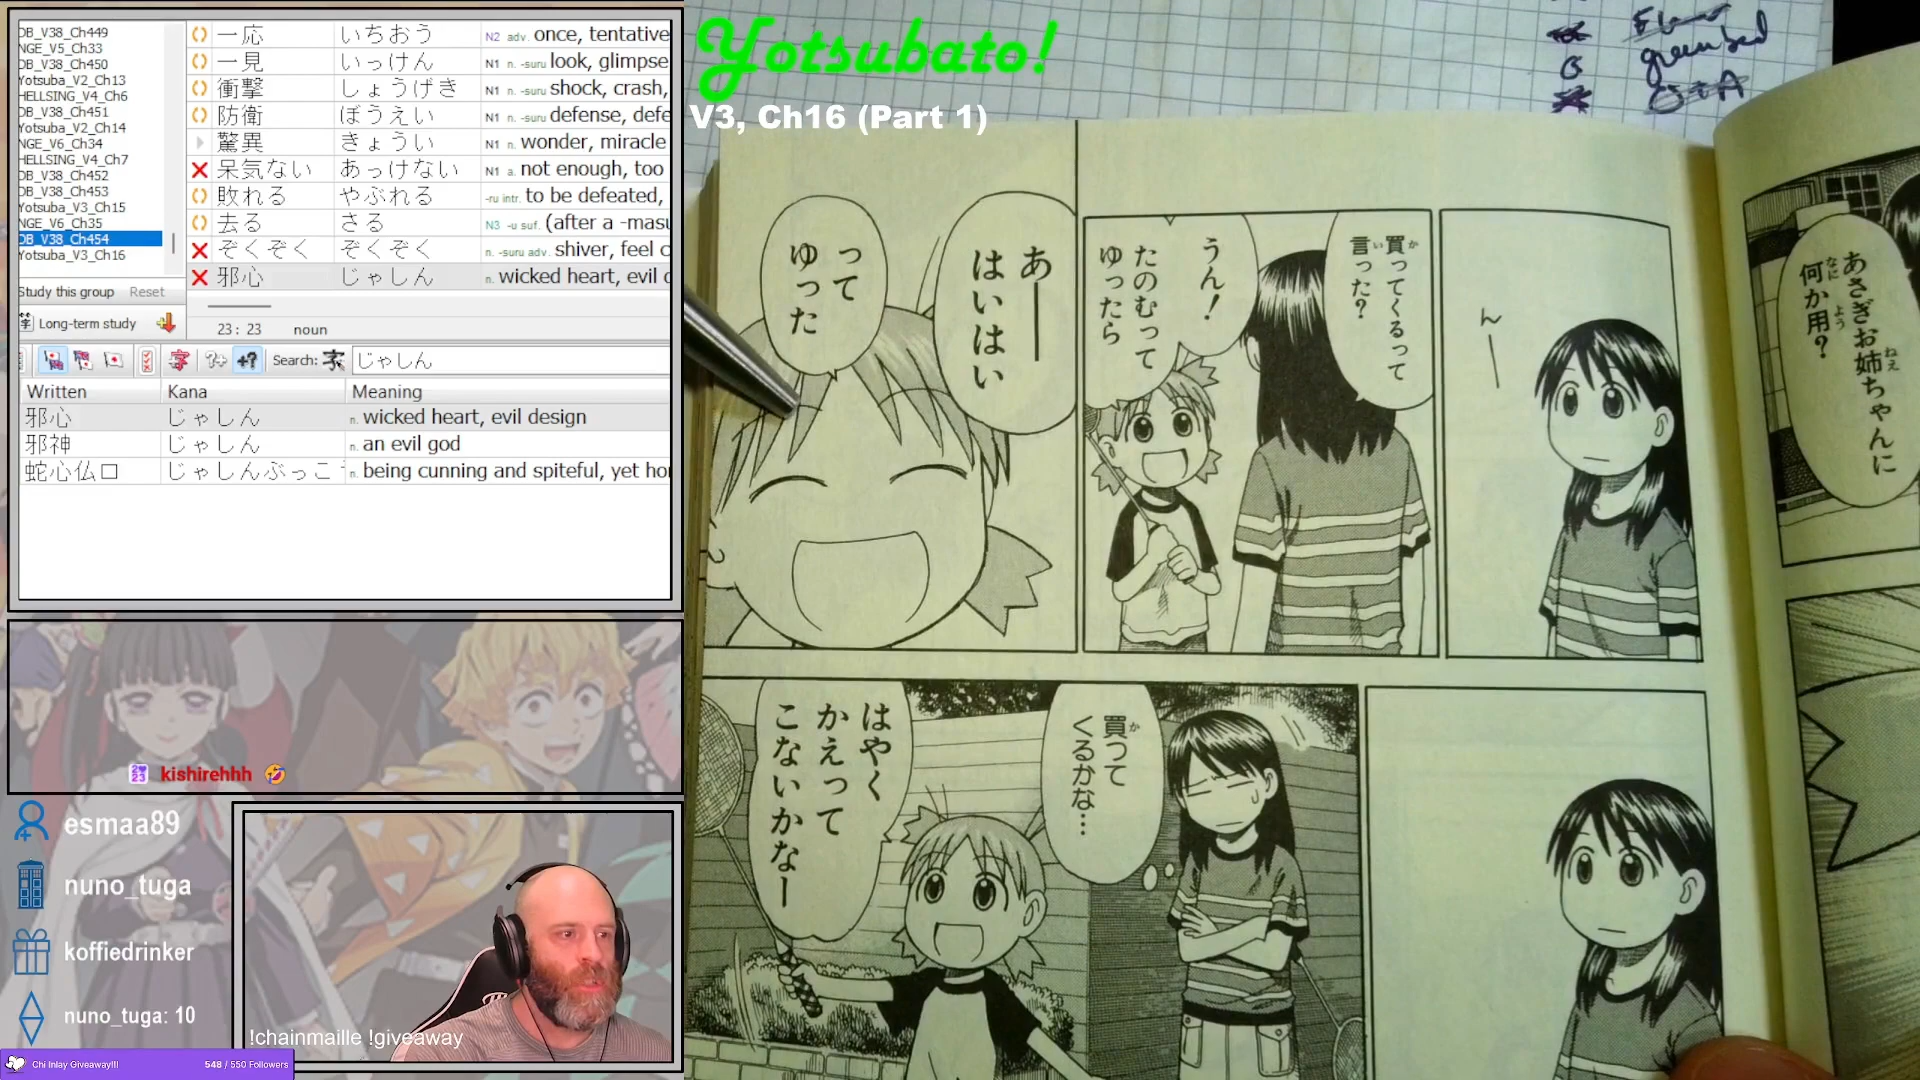 DB_V38_Ch449
NGE_V5_Ch33
DB_V38_Ch450
Yotsuba_V2_Ch13
HELLSING_V4_Ch6
DB_V38_Ch451
Yotsuba_V2_Ch14
NGE_V6_Ch34
HELLSING_V4_Ch7
DB_V38_Ch452
DB_V38_Ch453
Yotsuba_V3_Ch15
NGE_V6_Ch35
DB_V38_Ch454
Yotsuba_V3_Ch16
Study this group Reset
Long-term study
一応 いちおう N2 adv. once, tentative
一見 いっけん N1 n. -suru look, glimpse
衝撃 しょうげき N1 n. -suru shock, crash,
防衛 ぼうえい N1 n. -suru defense, defe
驚異 きょうい N1 n. wonder, miracle
呆気ない あっけない N1 a. not enough, too
敗れる やぶれる -ru intr. to be defeated,
去る さる N3 -u suf. (after a -masu
ぞくぞく ぞくぞく n. -suru adv. shiver, feel c
邪心 じゃしん n. wicked heart, evil d
23: 23 noun
Search: じゃしん
Written Kana Meaning
邪心 じゃしん n. wicked heart, evil design
邪神 じゃしん n. an evil god
蛇心仏口 じゃしんぶっこう n. being cunning and spiteful, yet ho
kishirehhh
esmaa89
nuno_tuga
koffiedrinker
nuno_tuga: 10
!chainmaille !giveaway
Chi Inlay Giveaway!!!
548 / 550 Followers
Yotsubato!
V3, Ch16 (Part 1)
greenbed
あさぎお姉ちゃんに
何か用?
んー
買ってくるって
言った?
うん!
たのむって
ゆったら
あー
はいはい
って
ゆった
買って
くるかな…
はやく
かえって
こないかなー